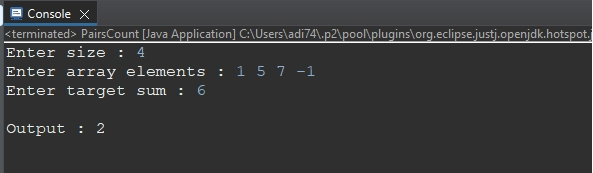 Console
<terminated> PairsCount [Java Application] C:\Users\adi74\.p2\pool\plugins\org.eclipse.justj.openjdk.hotspot.j
Enter size : 4
Enter array elements : 1 5 7 -1
Enter target sum : 6
Output : 2